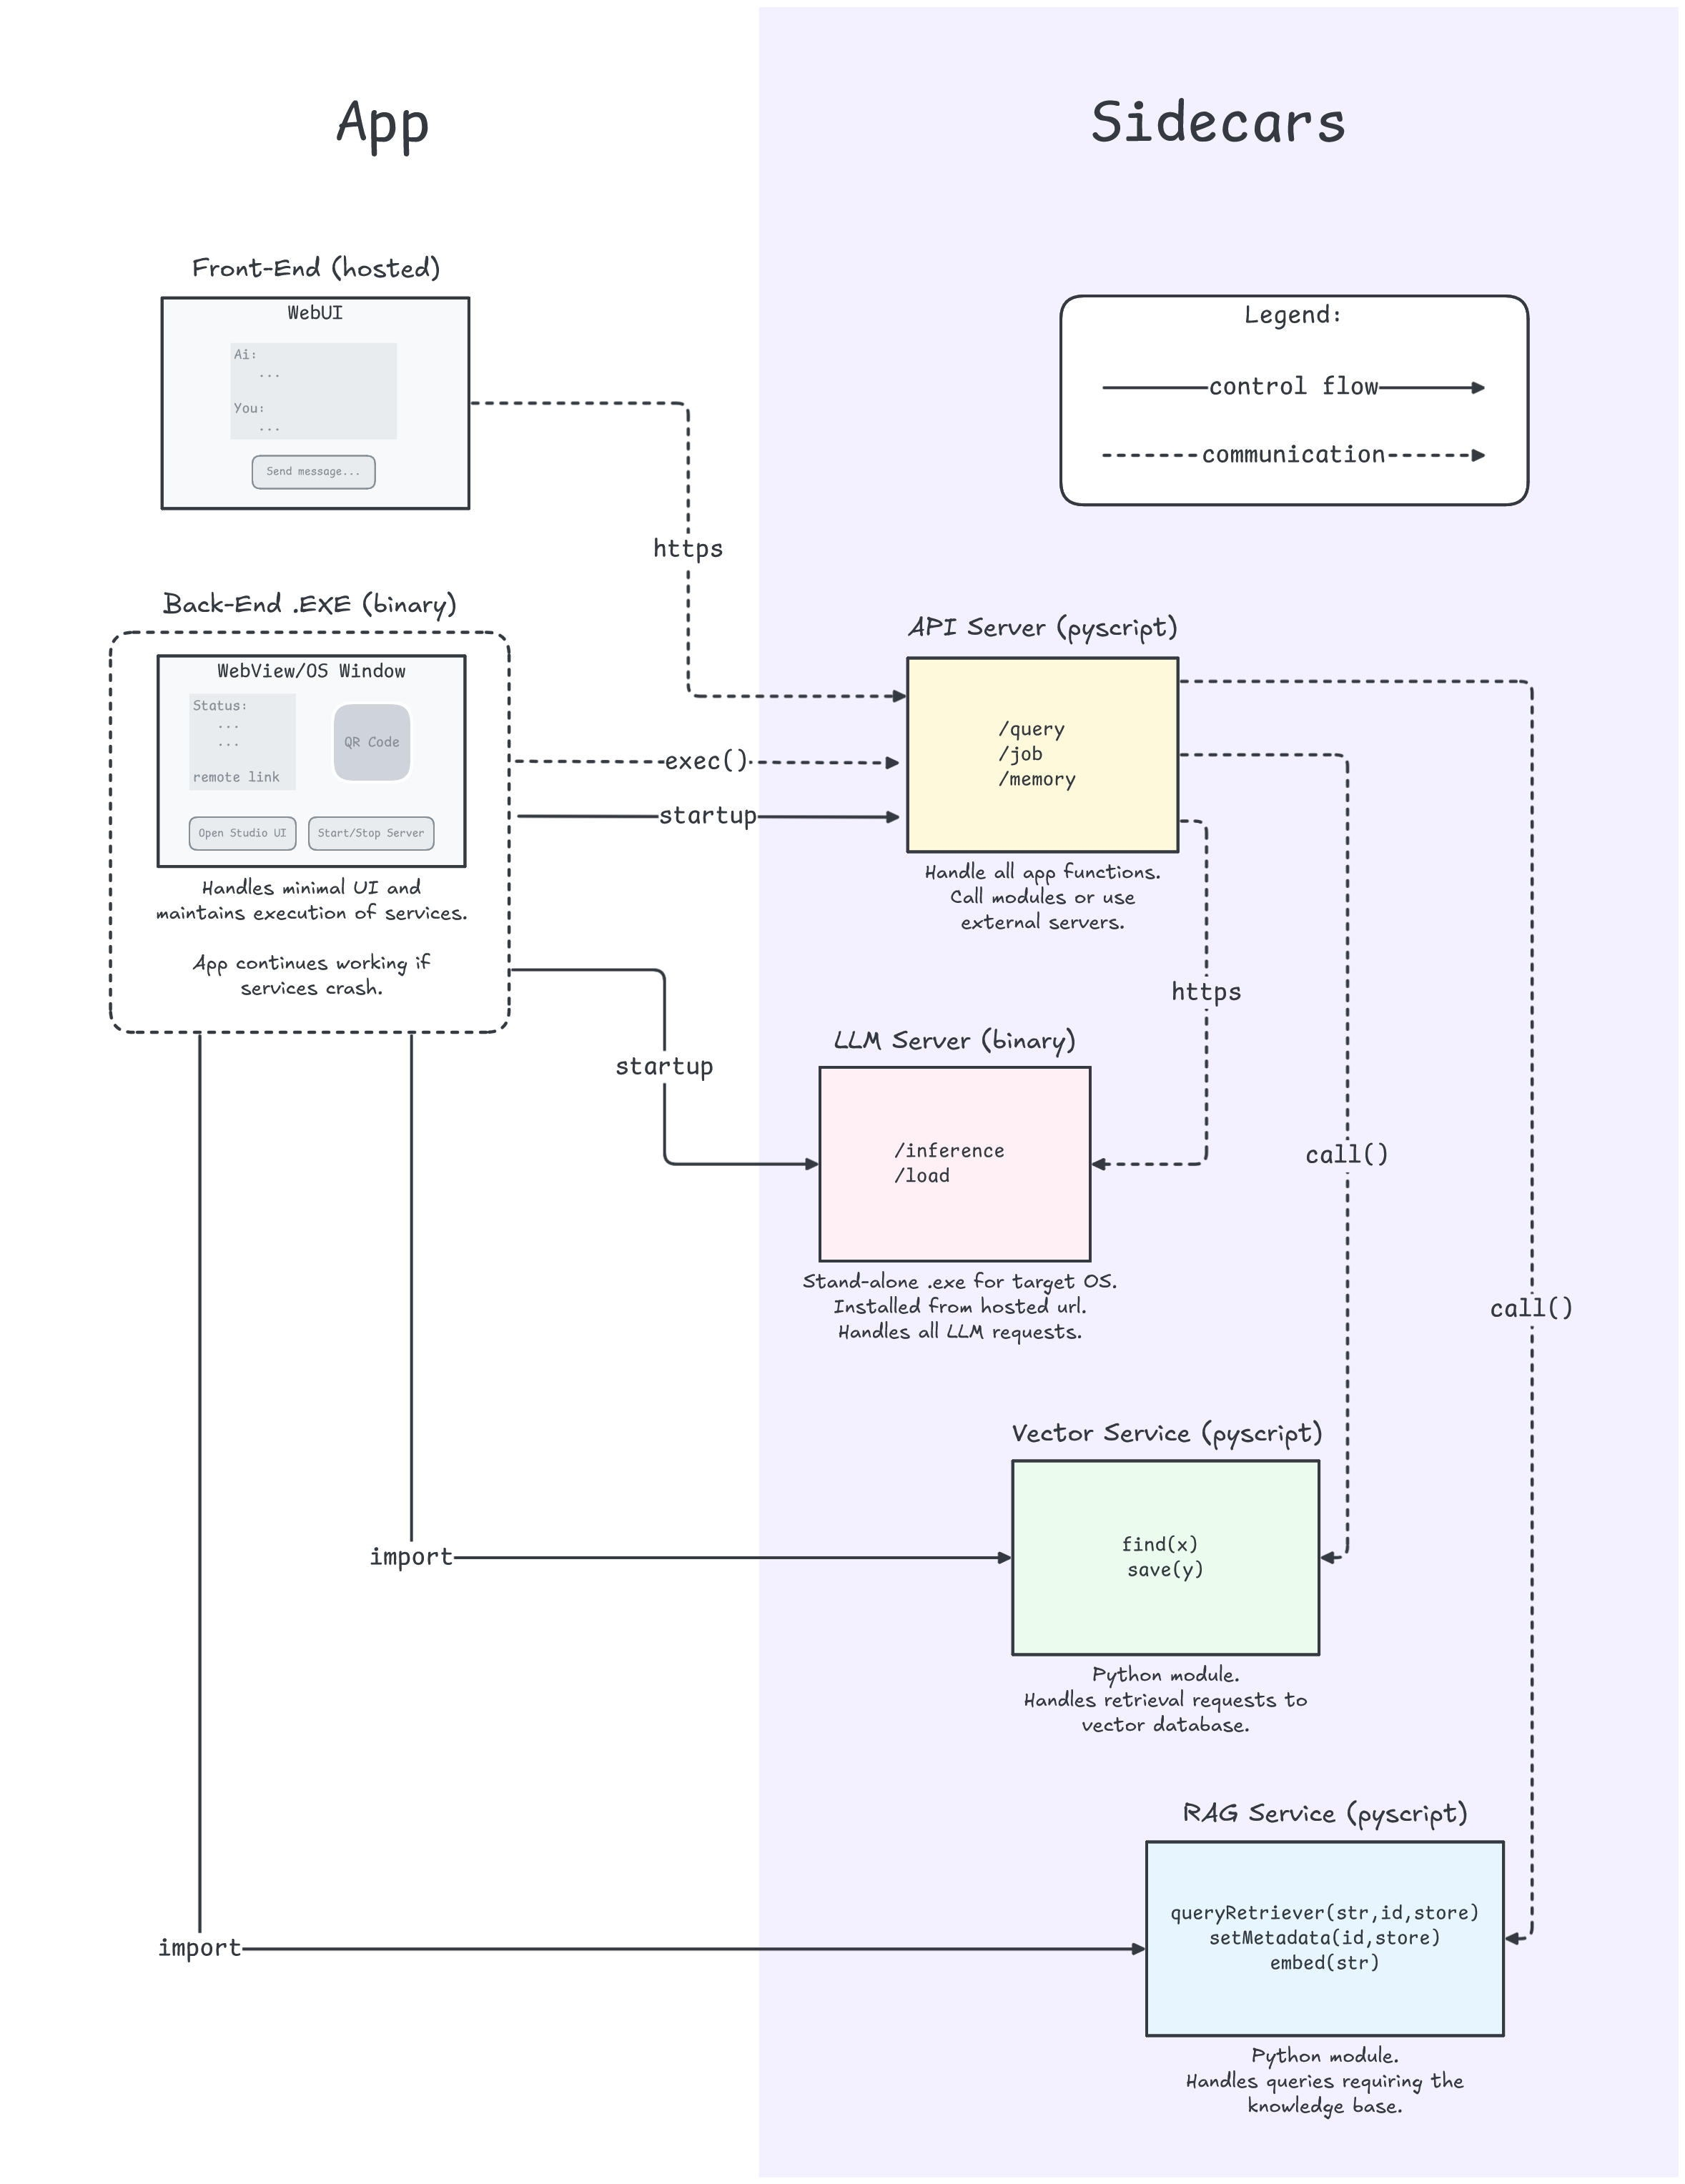 App
Sidecars
Front-End (hosted)
WebUI
Ai:
...
You:
...
Send message...
Legend:
control flow
communication
https
Back-End .EXE (binary)
WebView/OS Window
Status:
...
...
remote link
QR Code
Open Studio UI
Start/Stop Server
Handles minimal UI and
maintains execution of services.
App continues working if
services crash.
exec()
startup
API Server (pyscript)
/query
/job
/memory
Handle all app functions.
Call modules or use
external servers.
https
startup
LLM Server (binary)
/inference
/load
Stand-alone .exe for target OS.
Installed from hosted url.
Handles all LLM requests.
call()
call()
Vector Service (pyscript)
import
find(x)
save(y)
Python module.
Handles retrieval requests to
vector database.
RAG Service (pyscript)
import
queryRetriever(str,id,store)
setMetadata(id,store)
embed(str)
Python module.
Handles queries requiring the
knowledge base.